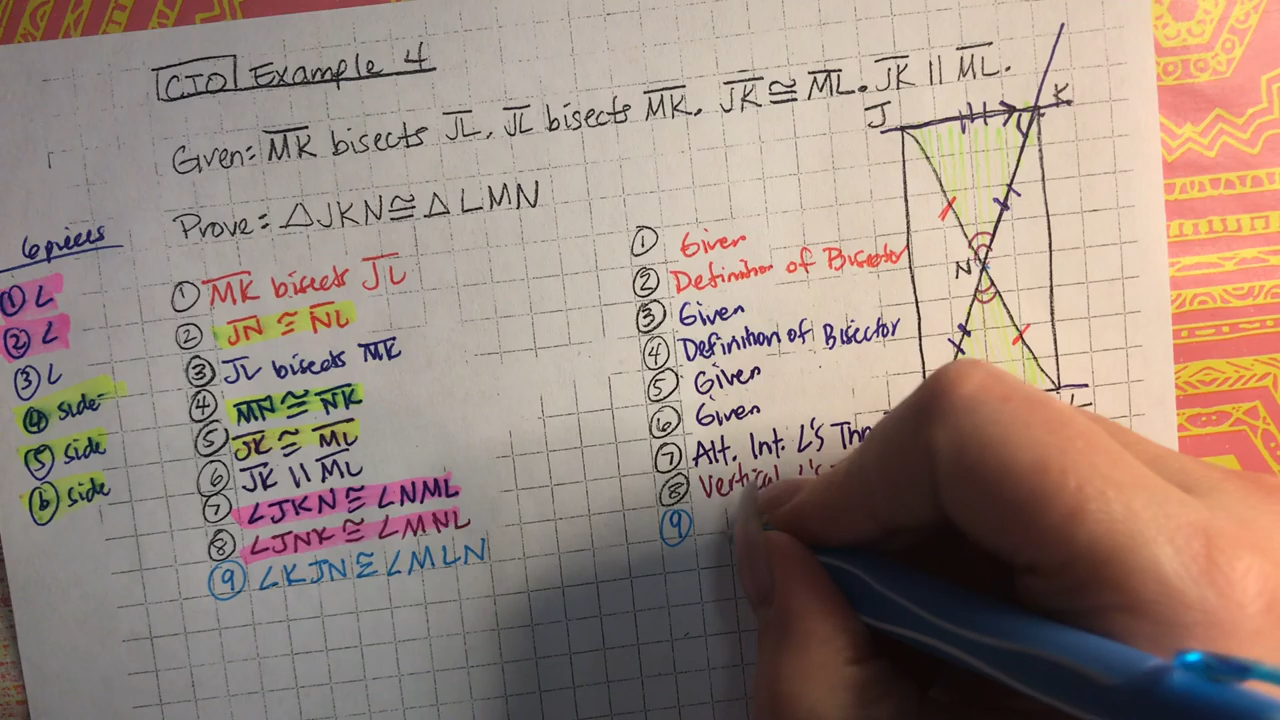 CIO Example 4
Given: MK bisects JL. JL bisects MK. JK ≅ ML. JK || ML.
Prove: △JKN ≅ △LMN
6 pieces
① ∠
② ∠
③ ∠
④ side
⑤ side
⑥ side
① MK bisects JL
② JN ≅ NL
③ JL bisects MK
④ MN ≅ NK
⑤ JK ≅ ML
⑥ JK || ML
⑦ ∠JKN ≅ ∠NML
⑧ ∠JNK ≅ ∠MNL
⑨ ∠KJN ≅ ∠MLN
① Given
② Definition of Bisector
③ Given
④ Definition of Bisector
⑤ Given
⑥ Given
⑦ Alt. Int. ∠'s
⑧ Vertical ∠'s
⑨
J
K
N